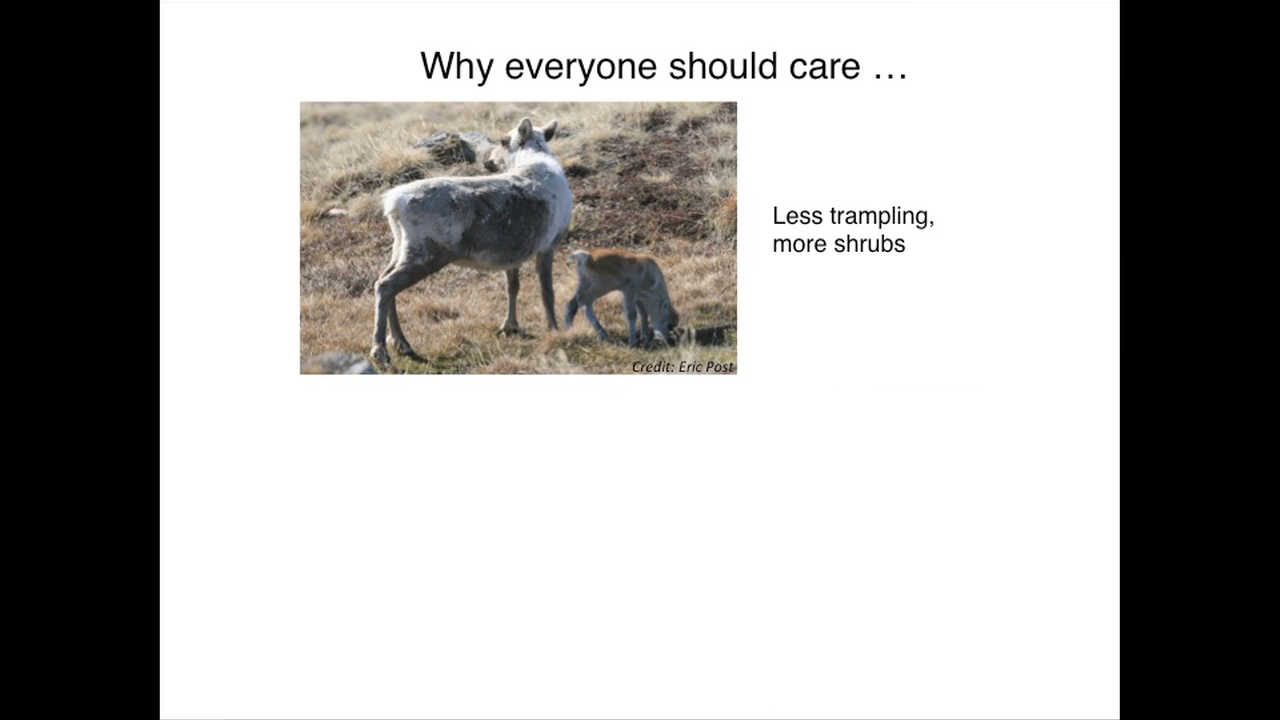 Why everyone should care …
Credit: Eric Post
Less trampling,
more shrubs